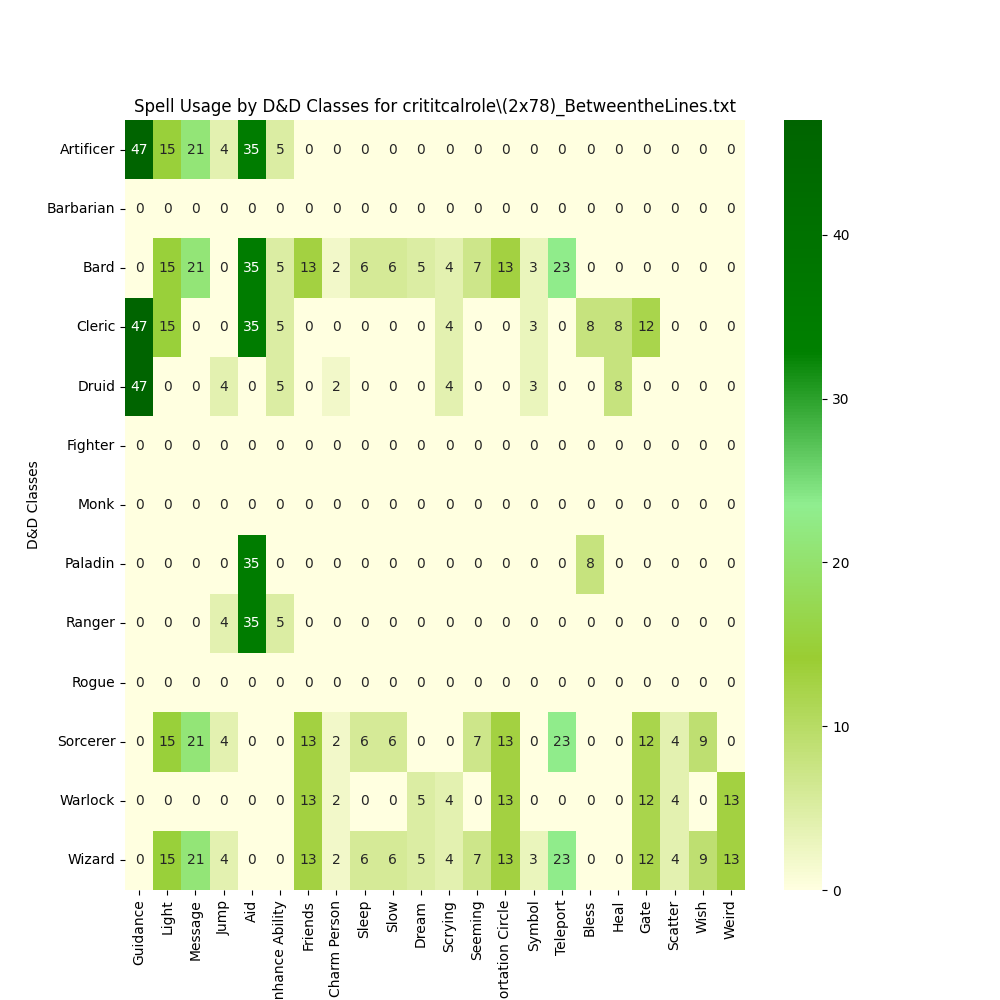 Spell Usage by D&D Classes for crititcalrole\(2x78)_BetweentheLines.txt
Artificer 47 15 21 4 35 5 0 0 0 0 0 0 0 0 0 0 0 0 0 0 0 0
Barbarian 0 0 0 0 0 0 0 0 0 0 0 0 0 0 0 0 0 0 0 0 0 0
Bard 0 15 21 0 35 5 13 2 6 6 5 4 7 13 3 23 0 0 0 0 0 0
Cleric 47 15 0 0 35 5 0 0 0 0 0 4 0 0 3 0 8 8 12 0 0 0
Druid 47 0 0 4 0 5 0 2 0 0 0 4 0 0 3 0 0 8 0 0 0 0
Fighter 0 0 0 0 0 0 0 0 0 0 0 0 0 0 0 0 0 0 0 0 0 0
Monk 0 0 0 0 0 0 0 0 0 0 0 0 0 0 0 0 0 0 0 0 0 0
Paladin 0 0 0 0 35 0 0 0 0 0 0 0 0 0 0 0 8 0 0 0 0 0
Ranger 0 0 0 4 35 5 0 0 0 0 0 0 0 0 0 0 0 0 0 0 0 0
Rogue 0 0 0 0 0 0 0 0 0 0 0 0 0 0 0 0 0 0 0 0 0 0
Sorcerer 0 15 21 4 0 0 13 2 6 6 0 0 7 13 0 23 0 0 12 4 9 0
Warlock 0 0 0 0 0 0 13 2 0 0 5 4 0 13 0 0 0 0 12 4 0 13
Wizard 0 15 21 4 0 0 13 2 6 6 5 4 7 13 3 23 0 0 12 4 9 13
D&D Classes
Guidance
Light
Message
Jump
Aid
nhance Ability
Friends
Charm Person
Sleep
Slow
Dream
Scrying
Seeming
ortation Circle
Symbol
Teleport
Bless
Heal
Gate
Scatter
Wish
Weird
40
30
20
10
0